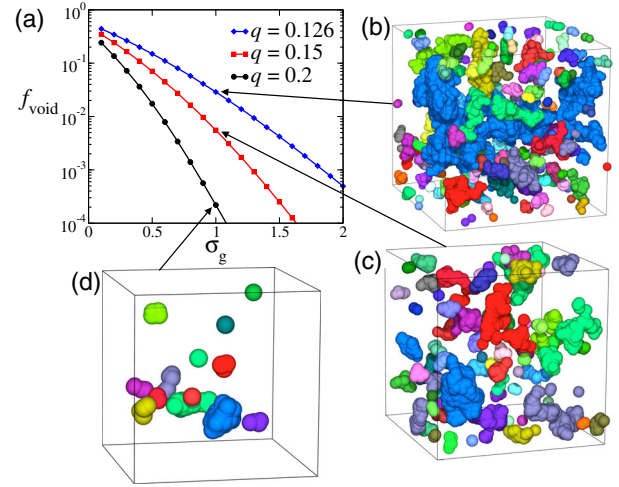 (a)
10^0
10^-1
10^-2
10^-3
10^-4
f_void
q = 0.126
q = 0.15
q = 0.2
0 0.5 1 1.5 2
σ_g
(b)
(c)
(d)